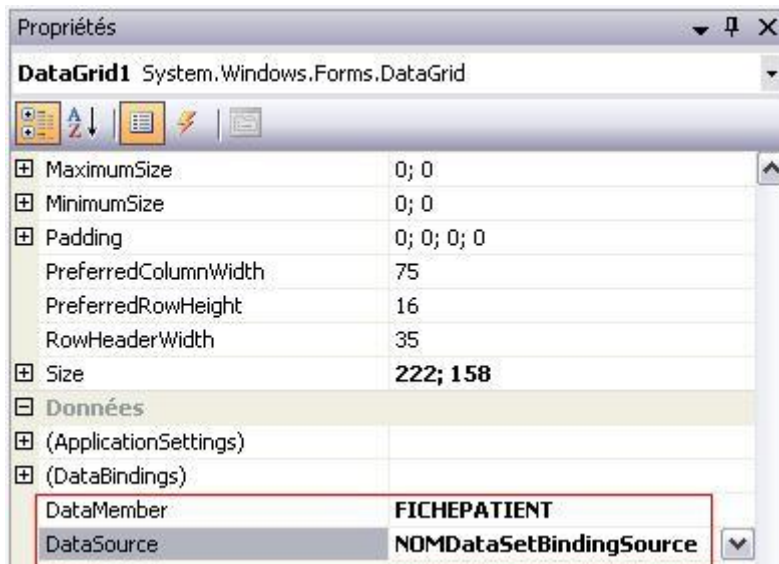 Propriétés
DataGrid1 System.Windows.Forms.DataGrid
A Z
MaximumSize 0; 0
MinimumSize 0; 0
Padding 0; 0; 0; 0
PreferredColumnWidth 75
PreferredRowHeight 16
RowHeaderWidth 35
Size 222; 158
Données
(ApplicationSettings)
(DataBindings)
DataMember FICHEPATIENT
DataSource NOMDataSetBindingSource